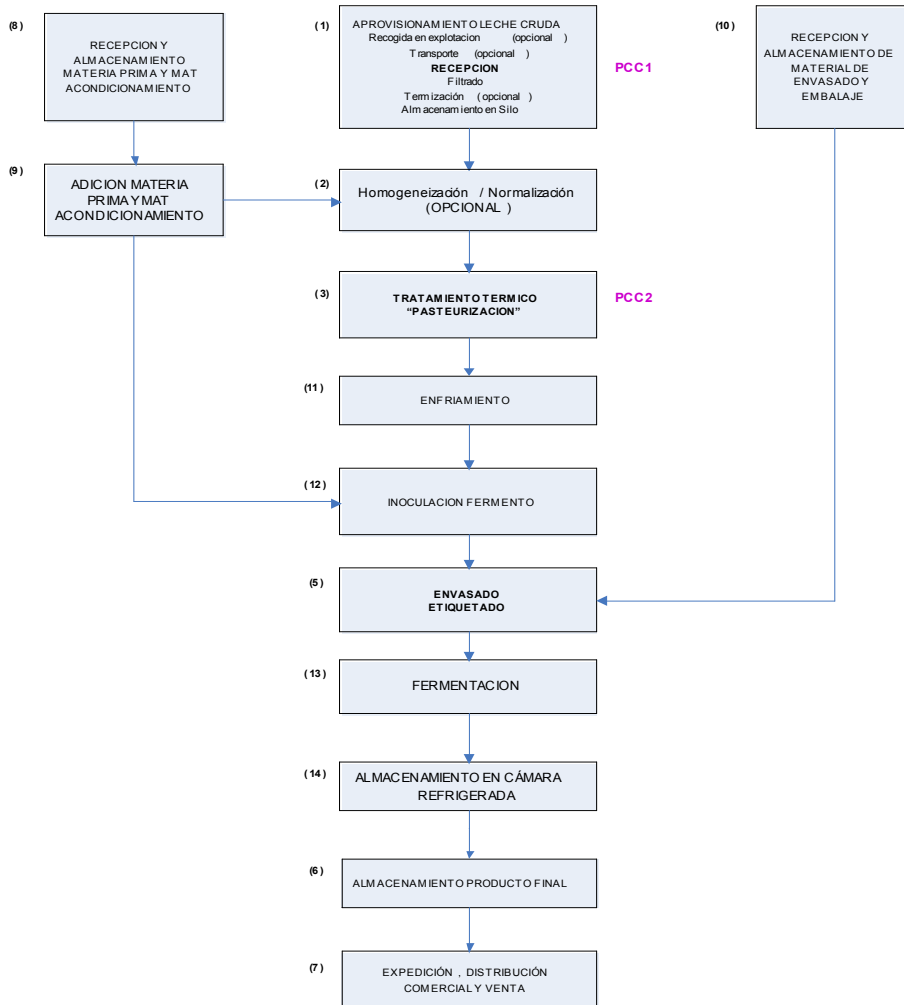 (8)
RECEPCION Y
ALMACENAMIENTO
MATERIA PRIMA Y MAT
ACONDICIONAMIENTO
(1)
APROVISIONAMIENTO LECHE CRUDA
Recogida en explotacion (opcional)
Transporte (opcional)
RECEPCION
Filtrado
Termización (opcional)
Almacenamiento en Silo
PCC1
(10)
RECEPCION Y
ALMACENAMIENTO DE
MATERIAL DE
ENVASADO Y
EMBALAJE
(9)
ADICION MATERIA
PRIMA Y MAT
ACONDICIONAMIENTO
(2)
Homogeneización / Normalización
(OPCIONAL)
(3)
TRATAMIENTO TERMICO
“PASTEURIZACION”
PCC2
(11)
ENFRIAMIENTO
(12)
INOCULACION FERMENTO
(5)
ENVASADO
ETIQUETADO
(13)
FERMENTACION
(14)
ALMACENAMIENTO EN CÁMARA
REFRIGERADA
(6)
ALMACENAMIENTO PRODUCTO FINAL
(7)
EXPEDICIÓN , DISTRIBUCIÓN
COMERCIAL Y VENTA